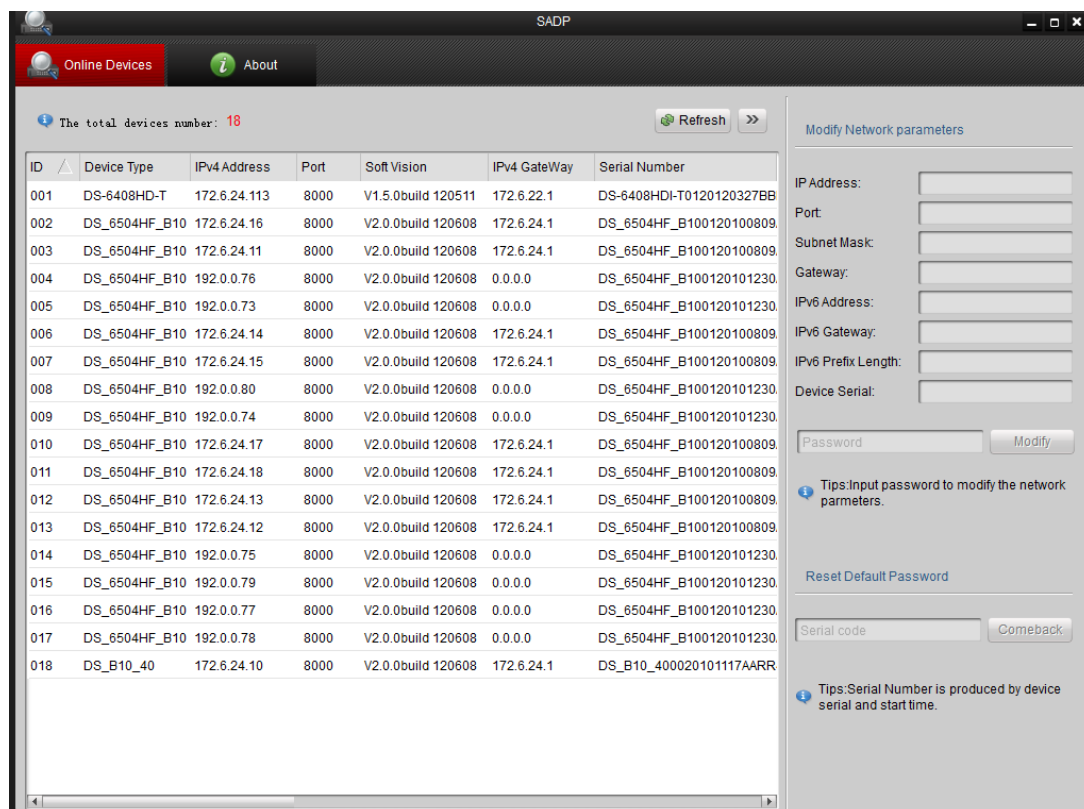 SADP
Online Devices
About
The total devices number: 18
Refresh
ID Device Type IPv4 Address Port Soft Vision IPv4 GateWay Serial Number
001 DS-6408HD-T 172.6.24.113 8000 V1.5.0build 120511 172.6.22.1 DS-6408HDI-T0120120327BB
002 DS_6504HF_B10 172.6.24.16 8000 V2.0.0build 120608 172.6.24.1 DS_6504HF_B100120100809.
003 DS_6504HF_B10 172.6.24.11 8000 V2.0.0build 120608 172.6.24.1 DS_6504HF_B100120100809.
004 DS_6504HF_B10 192.0.0.76 8000 V2.0.0build 120608 0.0.0.0 DS_6504HF_B100120101230.
005 DS_6504HF_B10 192.0.0.73 8000 V2.0.0build 120608 0.0.0.0 DS_6504HF_B100120101230.
006 DS_6504HF_B10 172.6.24.14 8000 V2.0.0build 120608 172.6.24.1 DS_6504HF_B100120100809.
007 DS_6504HF_B10 172.6.24.15 8000 V2.0.0build 120608 172.6.24.1 DS_6504HF_B100120100809.
008 DS_6504HF_B10 192.0.0.80 8000 V2.0.0build 120608 0.0.0.0 DS_6504HF_B100120101230.
009 DS_6504HF_B10 192.0.0.74 8000 V2.0.0build 120608 0.0.0.0 DS_6504HF_B100120101230.
010 DS_6504HF_B10 172.6.24.17 8000 V2.0.0build 120608 172.6.24.1 DS_6504HF_B100120100809.
011 DS_6504HF_B10 172.6.24.18 8000 V2.0.0build 120608 172.6.24.1 DS_6504HF_B100120100809.
012 DS_6504HF_B10 172.6.24.13 8000 V2.0.0build 120608 172.6.24.1 DS_6504HF_B100120100809.
013 DS_6504HF_B10 172.6.24.12 8000 V2.0.0build 120608 172.6.24.1 DS_6504HF_B100120100809.
014 DS_6504HF_B10 192.0.0.75 8000 V2.0.0build 120608 0.0.0.0 DS_6504HF_B100120101230.
015 DS_6504HF_B10 192.0.0.79 8000 V2.0.0build 120608 0.0.0.0 DS_6504HF_B100120101230.
016 DS_6504HF_B10 192.0.0.77 8000 V2.0.0build 120608 0.0.0.0 DS_6504HF_B100120101230.
017 DS_6504HF_B10 192.0.0.78 8000 V2.0.0build 120608 0.0.0.0 DS_6504HF_B100120101230.
018 DS_B10_40 172.6.24.10 8000 V2.0.0build 120608 172.6.24.1 DS_B10_400020101117AARR
Modify Network parameters
IP Address:
Port:
Subnet Mask:
Gateway:
IPv6 Address:
IPv6 Gateway:
IPv6 Prefix Length:
Device Serial:
Password Modify
Tips:Input password to modify the network
parmeters.
Reset Default Password
Serial code Comeback
Tips:Serial Number is produced by device
serial and start time.